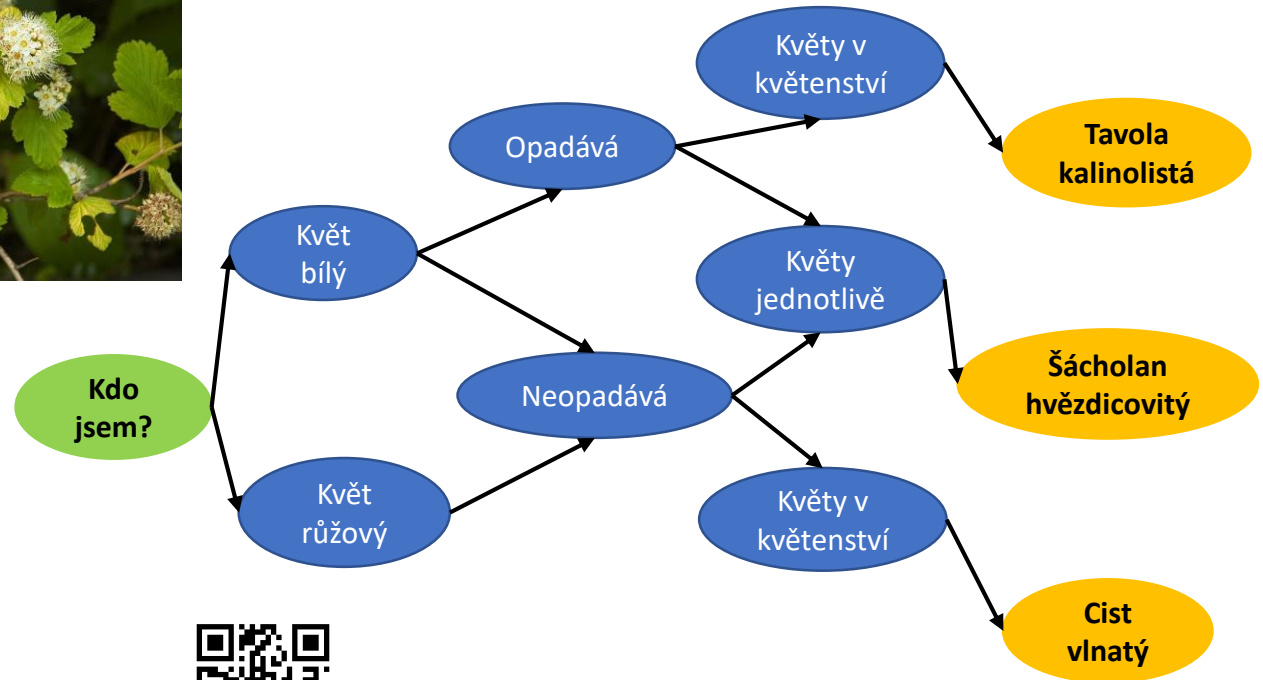 Květy v
květenství
Opadává
Tavola
kalinolistá
Květ
bílý
Květy
jednotlivě
Kdo
jsem?
Neopadává
Šácholan
hvězdicovitý
Květ
růžový
Květy v
květenství
Cist
vlnatý